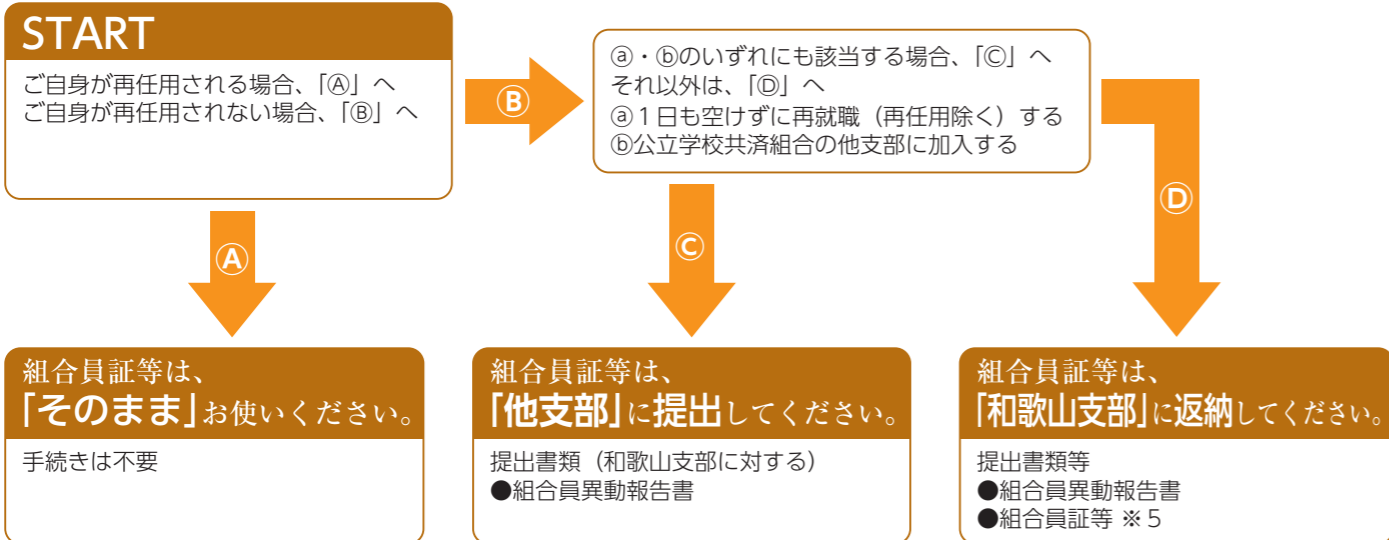 START
ご自身が再任用される場合、「Ⓐ」へ
ご自身が再任用されない場合、「Ⓑ」へ
Ⓑ
ⓐ・ⓑのいずれにも該当する場合、「Ⓒ」へ
それ以外は、「Ⓓ」へ
ⓐ1日も空けずに再就職（再任用除く）する
ⓑ公立学校共済組合の他支部に加入する
Ⓐ
Ⓒ
Ⓓ
組合員証等は、
「そのまま」お使いください。
手続きは不要
組合員証等は、
「他支部」に提出してください。
提出書類（和歌山支部に対する）
●組合員異動報告書
組合員証等は、
「和歌山支部」に返納してください。
提出書類等
●組合員異動報告書
●組合員証等 ※5